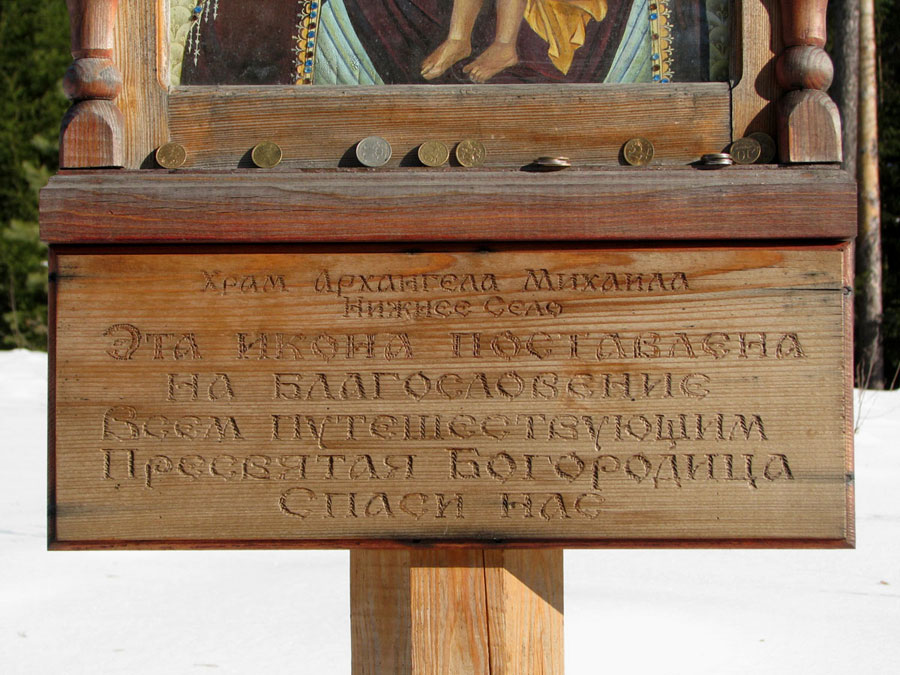 Храм Архангела Михаила
Нижнее Село
Эта икона поставлена
на благословение
Всем путешествующим
Пресвятая Богородица
Спаси нас